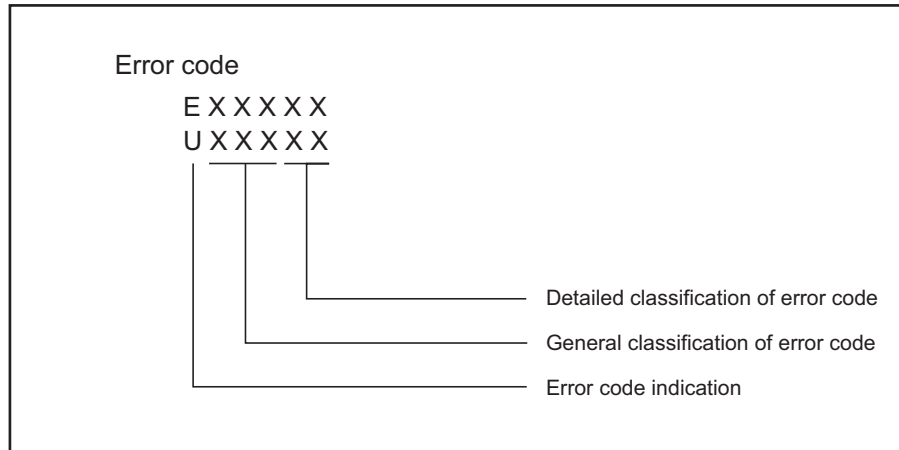 Error code
E X X X X X
U X X X X X
Detailed classification of error code
General classification of error code
Error code indication